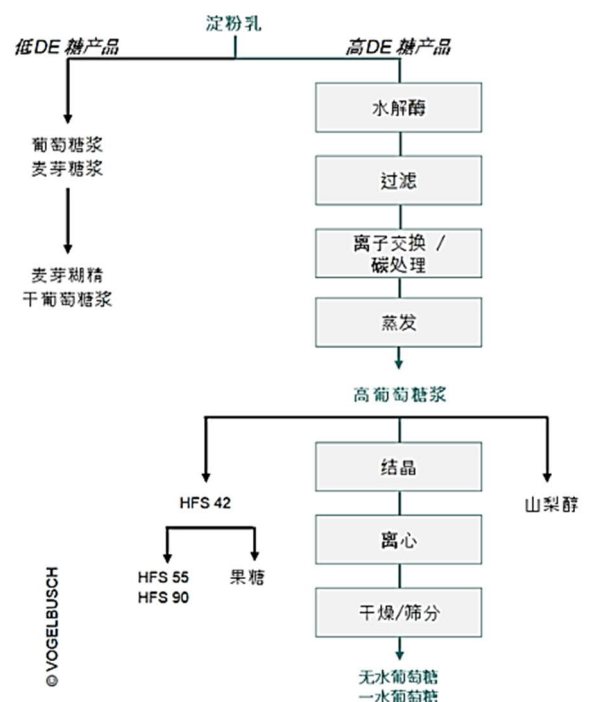 淀粉乳
低DE 糖产品
高DE 糖产品
葡萄糖浆
麦芽糖浆
麦芽糊精
干葡萄糖浆
水解酶
过滤
离子交换 /
碳处理
蒸发
高葡萄糖浆
HFS 42
HFS 55
HFS 90
果糖
结晶
离心
干燥/筛分
山梨醇
无水葡萄糖
一水葡萄糖
© VOGELBUSCH